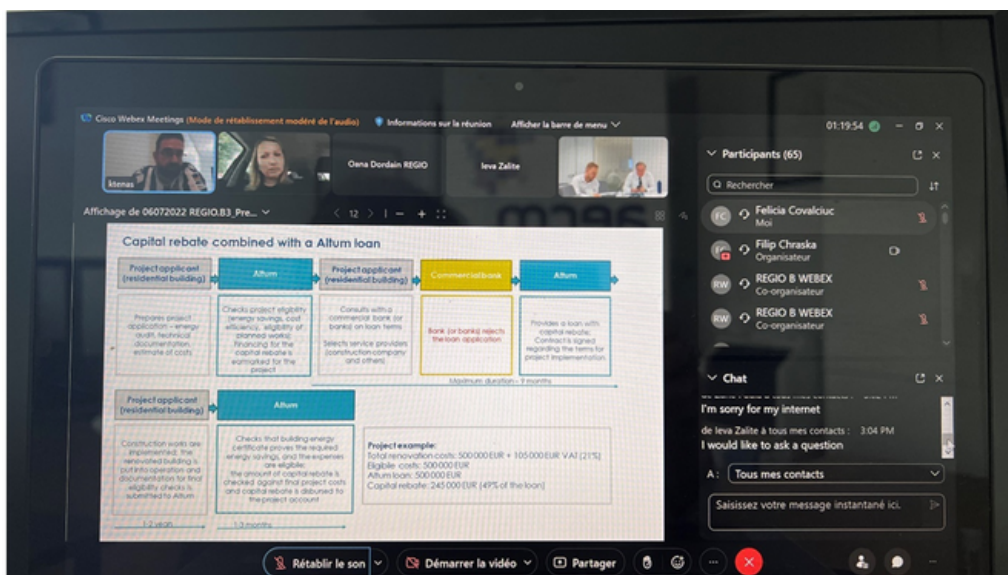 Cisco Webex Meetings (Mode de rétablissement modéré de l'audio)
Informations sur la réunion
Afficher la barre de menu
01:19:54
ktenas
Oana Dordain REGIO
Ieva Zalite
Affichage de 06072022 REGIO.B3_Pre...
12
Capital rebate combined with a Altum loan
Project applicant
(residential building)
Altum
Project applicant
(residential building)
Commercial bank
Altum
Prepares project
application – energy
audit, technical
documentation,
estimate of costs
Checks project eligibility
(energy savings, cost
efficiency, eligibility of
planned works);
Financing for the
capital rebate is
earmarked for the
project
Consults with a
commercial bank (or
banks) on loan terms
Selects service providers
(construction company
and others)
Bank (or banks) rejects
the loan application
Provides a loan with
capital rebate;
Contract is signed
regarding the terms for
project implementation
Maximum duration – 9 months
Project applicant
(residential building)
Altum
Construction works are
implemented; the
renovated building is
put into operation and
documentation for final
eligibility checks is
submitted to Altum
Checks that building energy
certificate proves the required
energy savings, and the expenses
are eligible;
the amount of capital rebate is
checked against final project costs
and capital rebate is disbursed to
the project account
Project example:
Total renovation costs: 500 000 EUR + 105 000 EUR VAT (21%)
Eligible costs: 500 000 EUR
Altum loan: 500 000 EUR
Capital rebate: 245 000 EUR (49% of the loan)
1-2 years
1-3 months
Participants (65)
Rechercher
FC
Felicia Covalciuc
Moi
Filip Chraska
Organisateur
RW
REGIO B WEBEX
Co-organisateur
RW
REGIO B WEBEX
Co-organisateur
Chat
I'm sorry for my internet
de Ieva Zalite à tous mes contacts : 3:04 PM
I would like to ask a question
A : Tous mes contacts
Saisissez votre message instantané ici.
Rétablir le son
Démarrer la vidéo
Partager